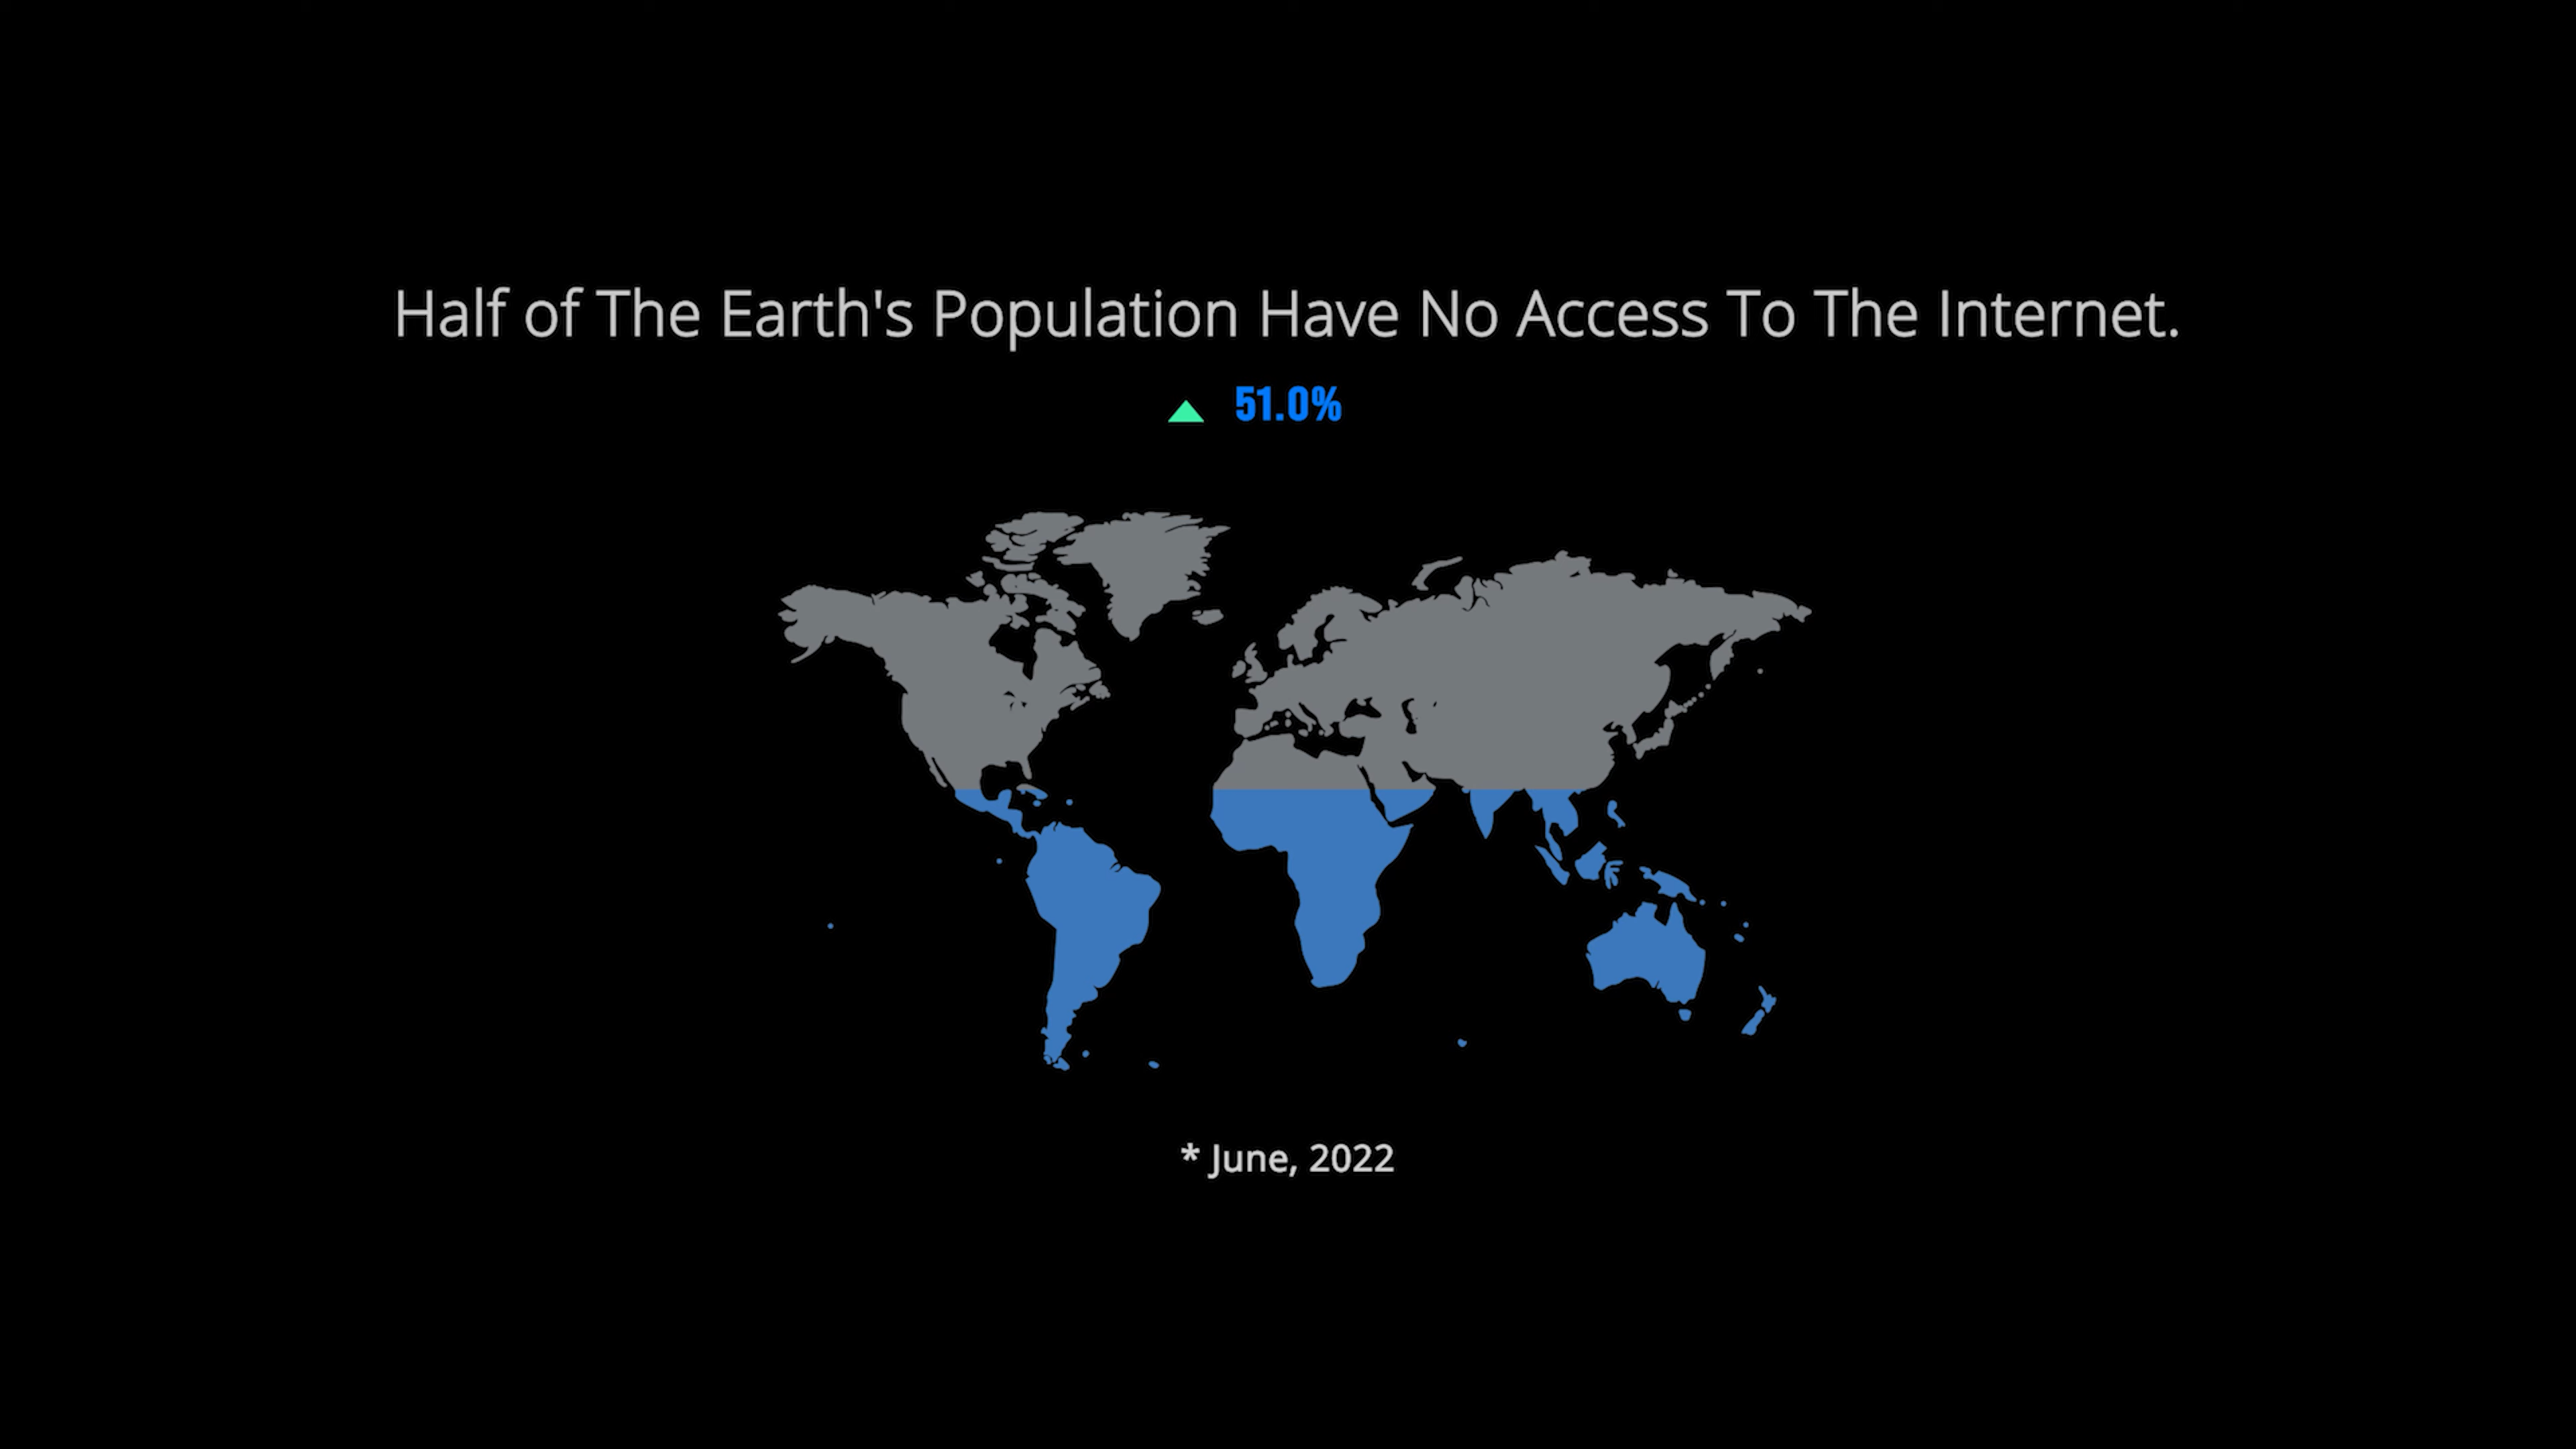 Half of The Earth's Population Have No Access To The Internet.
51.0%
* June, 2022